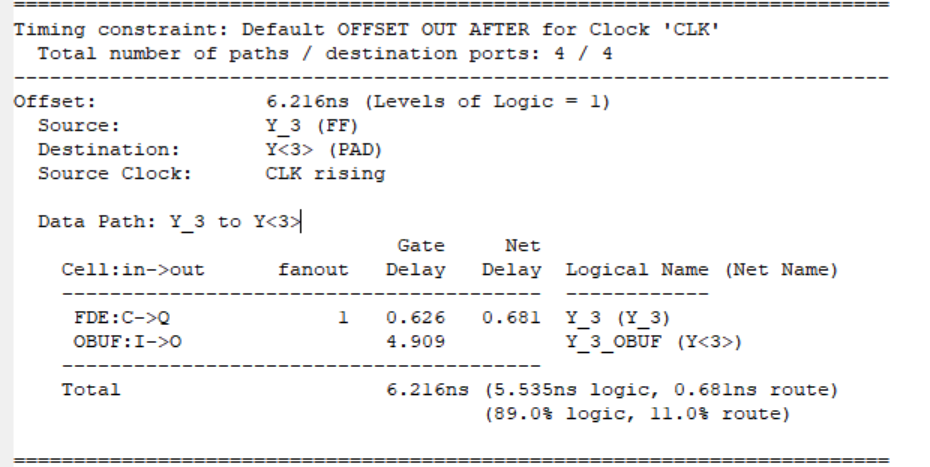 =========================================================================
Timing constraint: Default OFFSET OUT AFTER for Clock 'CLK'
  Total number of paths / destination ports: 4 / 4
-------------------------------------------------------------------------
Offset:              6.216ns (Levels of Logic = 1)
  Source:            Y_3 (FF)
  Destination:       Y<3> (PAD)
  Source Clock:      CLK rising

  Data Path: Y_3 to Y<3>
                                Gate     Net
    Cell:in->out      fanout   Delay   Delay  Logical Name (Net Name)
    ----------------------------------------  ------------
     FDE:C->Q              1   0.626   0.681  Y_3 (Y_3)
     OBUF:I->O                 4.909          Y_3_OBUF (Y<3>)
    ----------------------------------------
    Total                      6.216ns (5.535ns logic, 0.681ns route)
                                       (89.0% logic, 11.0% route)

=========================================================================